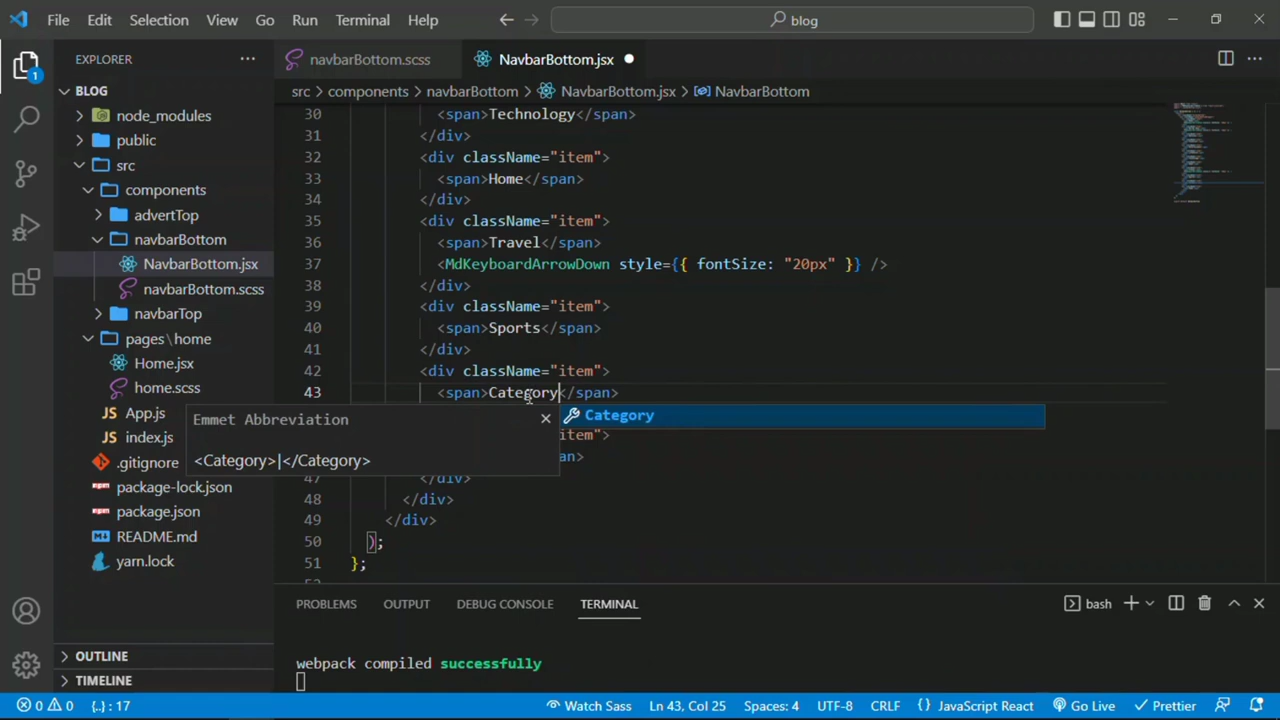 File Edit Selection View Go Run Terminal Help
blog
EXPLORER
navbarBottom.scss
NavbarBottom.jsx
1
BLOG
src > components > navbarBottom > NavbarBottom.jsx > NavbarBottom
node_modules
public
src
components
advertTop
navbarBottom
NavbarBottom.jsx
navbarBottom.scss
navbarTop
pages\home
Home.jsx
home.scss
App.js
index.js
.gitignore
package-lock.json
package.json
README.md
yarn.lock
OUTLINE
TIMELINE
30 <span>Technology</span>
31 </div>
32 <div className="item">
33 <span>Home</span>
34 </div>
35 <div className="item">
36 <span>Travel</span>
37 <MdKeyboardArrowDown style={{ fontSize: "20px" }} />
38 </div>
39 <div className="item">
40 <span>Sports</span>
41 </div>
42 <div className="item">
43 <span>Category</span>
Emmet Abbreviation
<Category>|</Category>
Category
item">
an>
</div>
48 </div>
49 </div>
50 );
51 };
PROBLEMS OUTPUT DEBUG CONSOLE TERMINAL
bash
webpack compiled successfully
0 0 {..} : 17
Watch Sass
Ln 43, Col 25
Spaces: 4
UTF-8
CRLF
{} JavaScript React
Go Live
Prettier